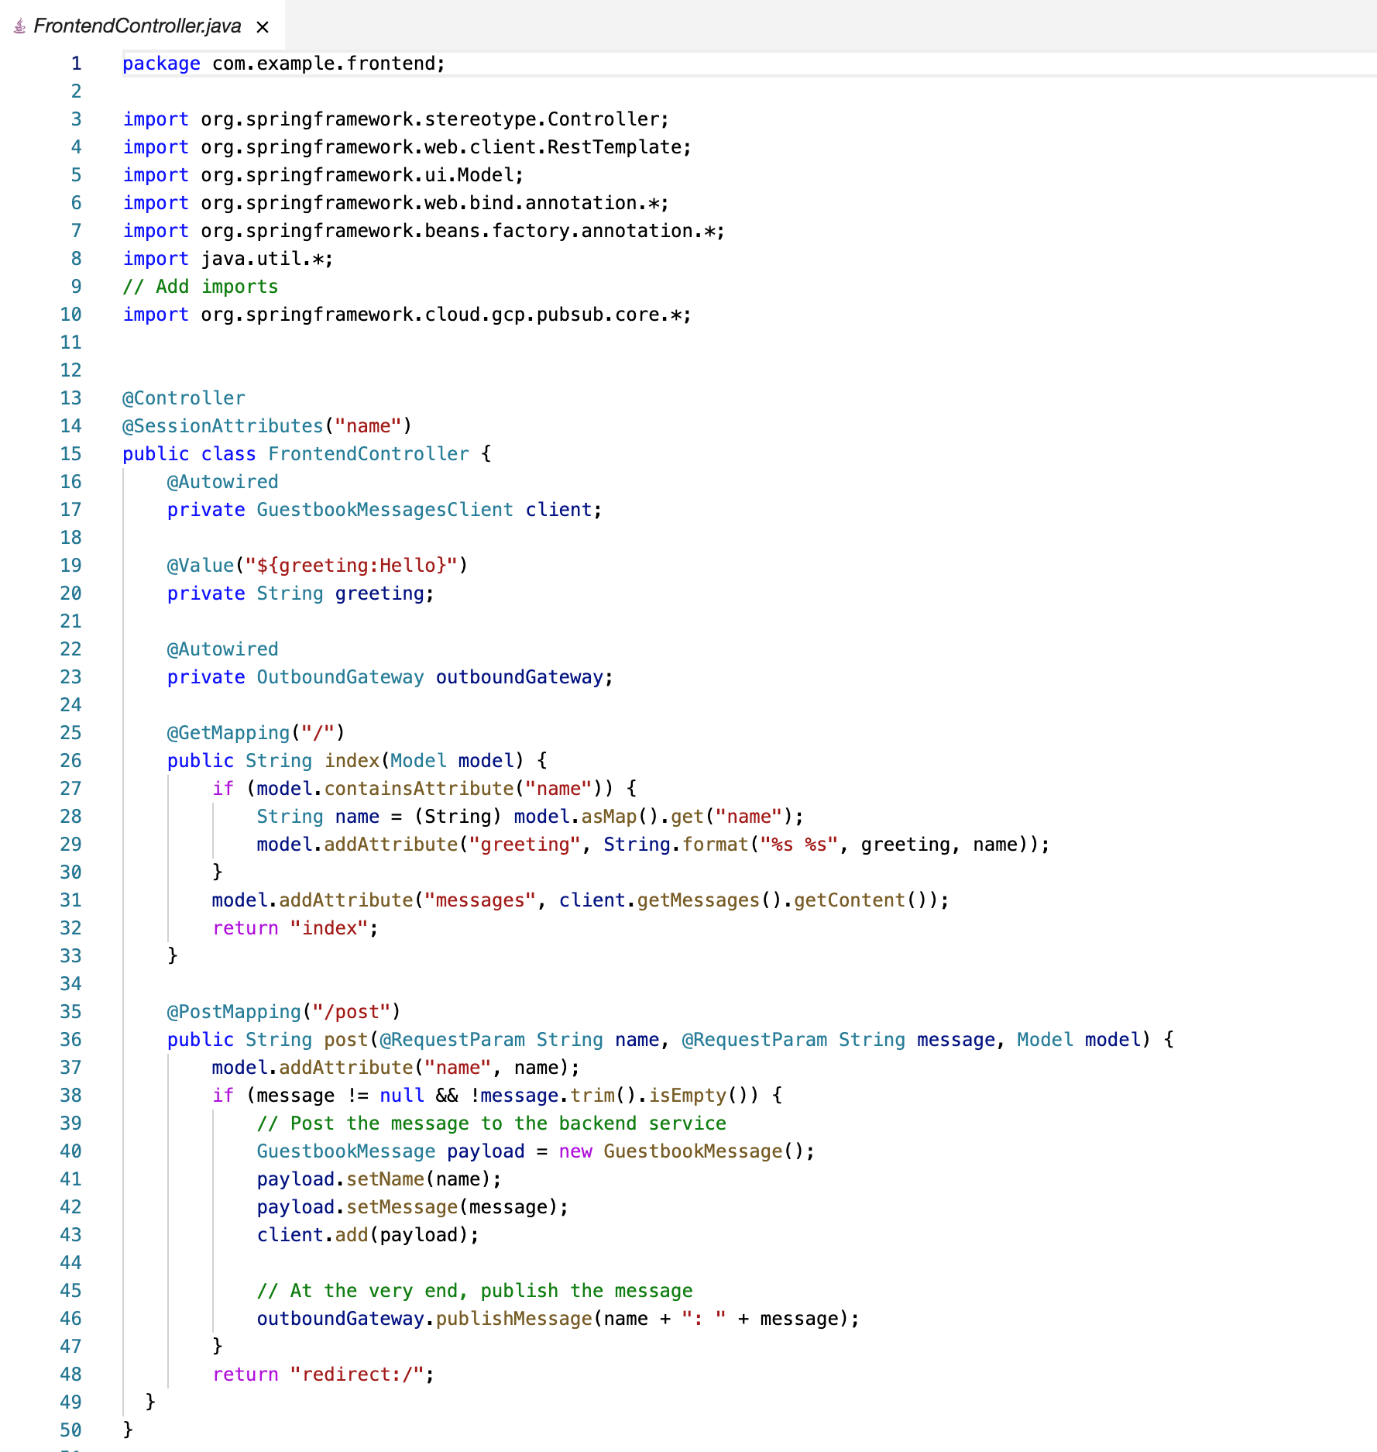 FrontendController.java ×
1 package com.example.frontend;
2
3 import org.springframework.stereotype.Controller;
4 import org.springframework.web.client.RestTemplate;
5 import org.springframework.ui.Model;
6 import org.springframework.web.bind.annotation.*;
7 import org.springframework.beans.factory.annotation.*;
8 import java.util.*;
9 // Add imports
10 import org.springframework.cloud.gcp.pubsub.core.*;
11
12
13 @Controller
14 @SessionAttributes("name")
15 public class FrontendController {
16     @Autowired
17     private GuestbookMessagesClient client;
18
19     @Value("${greeting:Hello}")
20     private String greeting;
21
22     @Autowired
23     private OutboundGateway outboundGateway;
24
25     @GetMapping("/")
26     public String index(Model model) {
27         if (model.containsAttribute("name")) {
28             String name = (String) model.asMap().get("name");
29             model.addAttribute("greeting", String.format("%s %s", greeting, name));
30         }
31         model.addAttribute("messages", client.getMessages().getContent());
32         return "index";
33     }
34
35     @PostMapping("/post")
36     public String post(@RequestParam String name, @RequestParam String message, Model model) {
37         model.addAttribute("name", name);
38         if (message != null && !message.trim().isEmpty()) {
39             // Post the message to the backend service
40             GuestbookMessage payload = new GuestbookMessage();
41             payload.setName(name);
42             payload.setMessage(message);
43             client.add(payload);
44
45             // At the very end, publish the message
46             outboundGateway.publishMessage(name + ": " + message);
47         }
48         return "redirect:/";
49   }
50 }